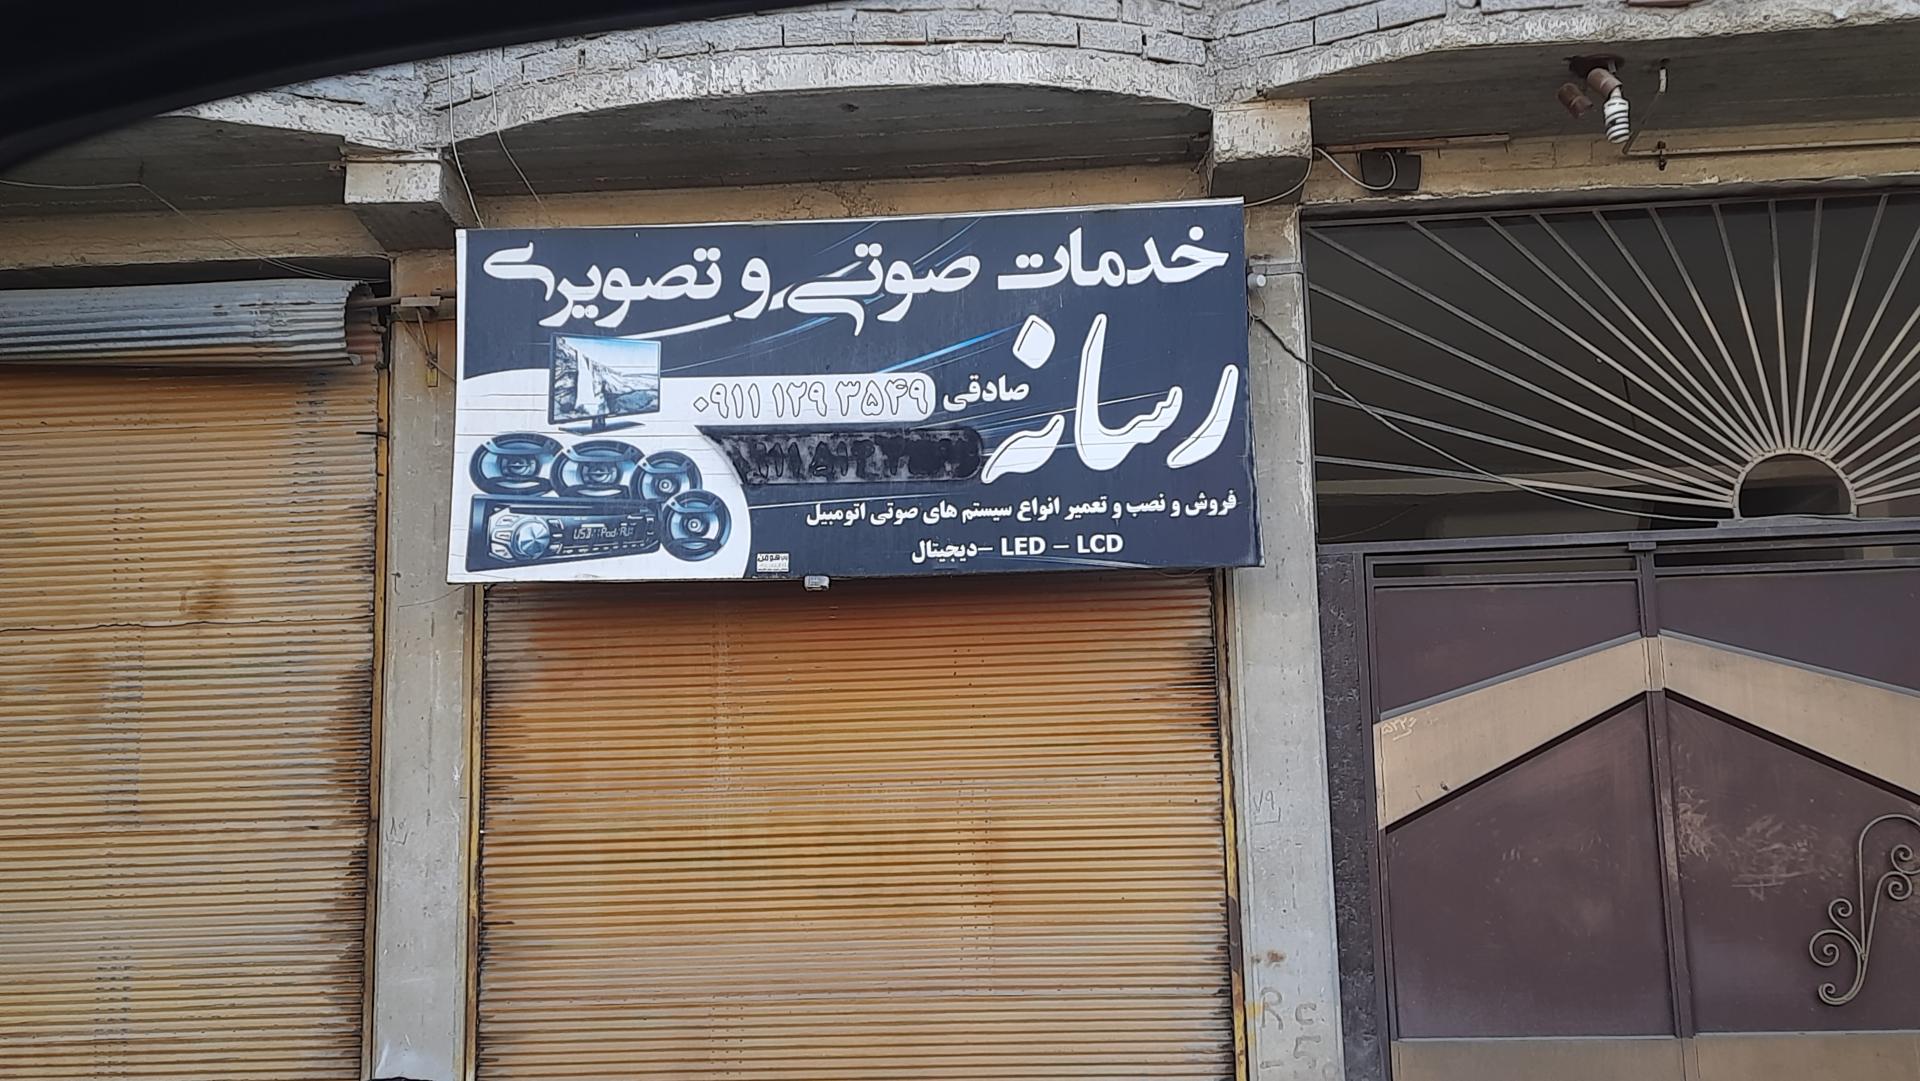 خدمات صوتی و تصویری
رسانه
صادقی ۰۹۱۱ ۱۲۹ ۳۵۴۹
فروش و نصب و تعمیر انواع سیستم های صوتی اتومبیل
LED – LCD –دیجیتال
۷۹